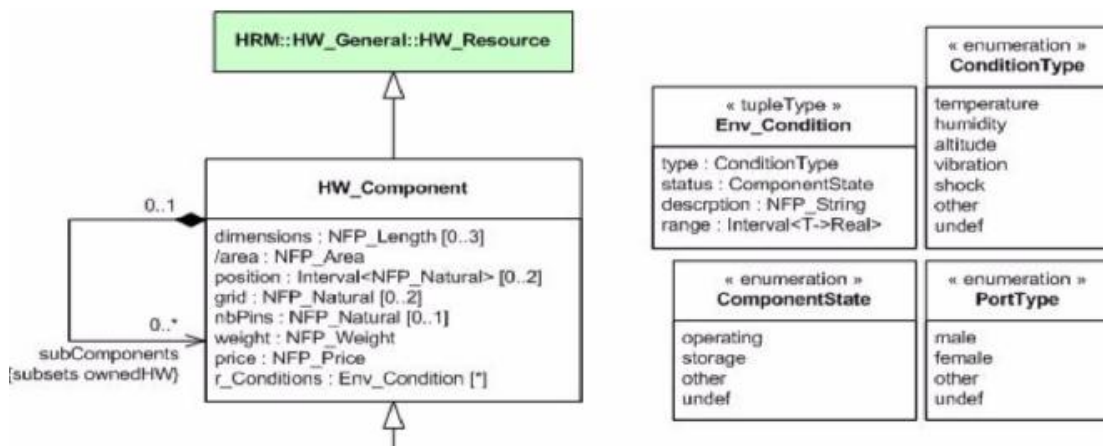 HRM::HW_General::HW_Resource
HW_Component
0..1
dimensions : NFP_Length [0..3]
/area : NFP_Area
position : Interval<NFP_Natural> [0..2]
grid : NFP_Natural [0..2]
nbPins : NFP_Natural [0..1]
weight : NFP_Weight
price : NFP_Price
r_Conditions : Env_Condition [*]
0..*
subComponents
{subsets ownedHW}
« tupleType »
Env_Condition
type : ConditionType
status : ComponentState
descrption : NFP_String
range : Interval<T->Real>
« enumeration »
ConditionType
temperature
humidity
altitude
vibration
shock
other
undef
« enumeration »
ComponentState
operating
storage
other
undef
« enumeration »
PortType
male
female
other
undef